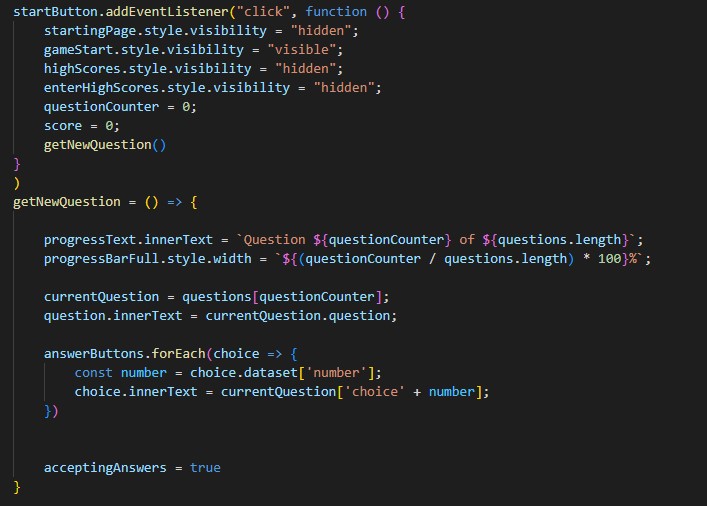 startButton.addEventListener("click", function () {
    startingPage.style.visibility = "hidden";
    gameStart.style.visibility = "visible";
    highScores.style.visibility = "hidden";
    enterHighScores.style.visibility = "hidden";
    questionCounter = 0;
    score = 0;
    getNewQuestion()
}
)
getNewQuestion = () => {
    progressText.innerText = `Question ${questionCounter} of ${questions.length}`;
    progressBarFull.style.width = `${(questionCounter / questions.length) * 100}%`;
    currentQuestion = questions[questionCounter];
    question.innerText = currentQuestion.question;
    answerButtons.forEach(choice => {
        const number = choice.dataset['number'];
        choice.innerText = currentQuestion['choice' + number];
    })
    acceptingAnswers = true
}